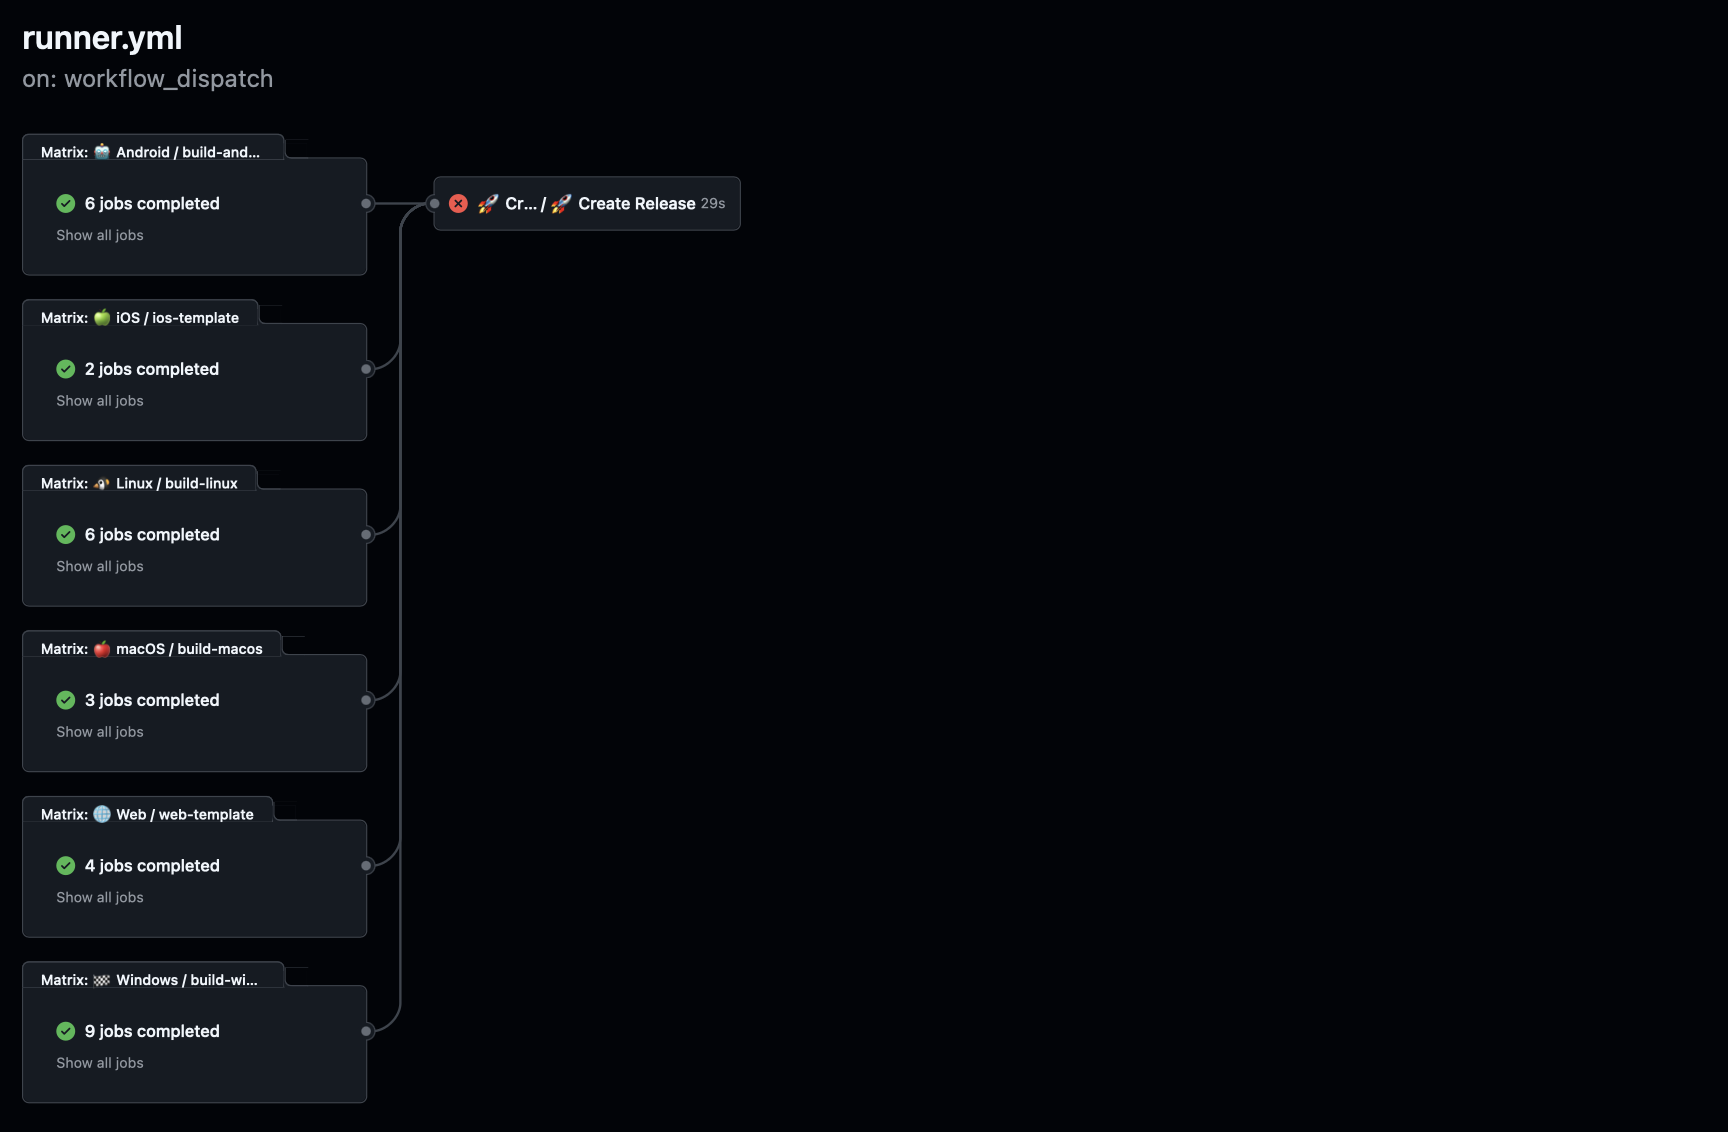 runner.yml
on: workflow_dispatch
Matrix: 🤖 Android / build-and...
6 jobs completed
Show all jobs
🚀 Cr... / 🚀 Create Release 29s
Matrix: 🍏 iOS / ios-template
2 jobs completed
Show all jobs
Matrix: 🐧 Linux / build-linux
6 jobs completed
Show all jobs
Matrix: 🍎 macOS / build-macos
3 jobs completed
Show all jobs
Matrix: 🌐 Web / web-template
4 jobs completed
Show all jobs
Matrix: 🏁 Windows / build-wi...
9 jobs completed
Show all jobs